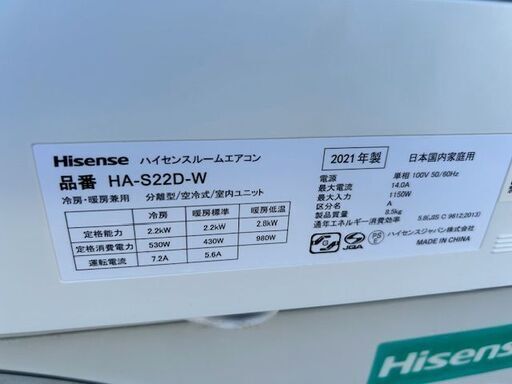 Hisense ハイセンスルームエアコン
品番 HA-S22D-W
冷房・暖房兼用 分離型/空冷式/室内ユニット
冷房 暖房標準 暖房低温
定格能力 2.2kW 2.2kW 2.8kW
定格消費電力 530W 430W 980W
運転電流 7.2A 5.6A
2021年製 日本国内家庭用
電源 単相 100V 50/60Hz
最大電流 14.0A
最大入力 1150W
区分名 A
製品質量 8.5kg
通年エネルギー消費効率 5.8(JIS C 9612:2013)
PS E JQA ハイセンスジャパン株式会社
MADE IN CHINA
Hisense